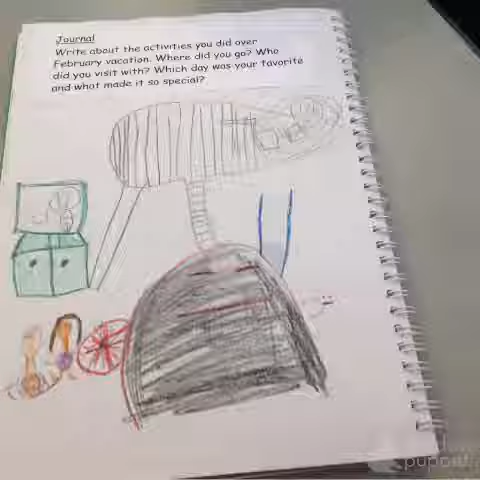 Journal
Write about the activities you did over
February vacation. Where did you go? Who
did you visit with? Which day was your favorite
and what made it so special?